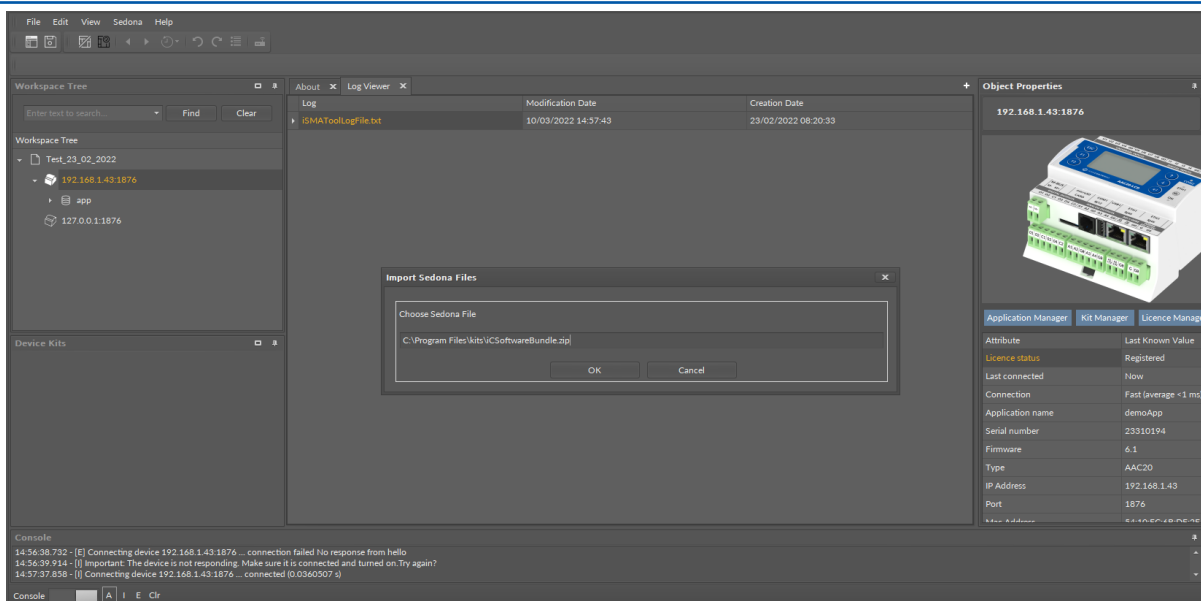 File Edit View Sedona Help
Workspace Tree
Enter text to search...
Find
Clear
Workspace Tree
Test_23_02_2022
192.168.1.43:1876
app
127.0.0.1:1876
Device Kits
About
Log Viewer
Log Modification Date Creation Date
iSMAToolLogFile.txt 10/03/2022 14:57:43 23/02/2022 08:20:33
Import Sedona Files
Choose Sedona File
C:\Program Files\kits\iCSoftwareBundle.zip
OK Cancel
Object Properties
192.168.1.43:1876
Application Manager Kit Manager Licence Manage
Attribute Last Known Value
Licence status Registered
Last connected Now
Connection Fast (average <1 ms
Application name demoApp
Serial number 23310194
Firmware 6.1
Type AAC20
IP Address 192.168.1.43
Port 1876
Console
14:56:38.732 - [E] Connecting device 192.168.1.43:1876 ... connection failed No response from hello
14:56:39.914 - [I] Important: The device is not responding. Make sure it is connected and turned on.Try again?
14:57:37.858 - [I] Connecting device 192.168.1.43:1876 ... connected (0.0360507 s)
Console A I E Clr